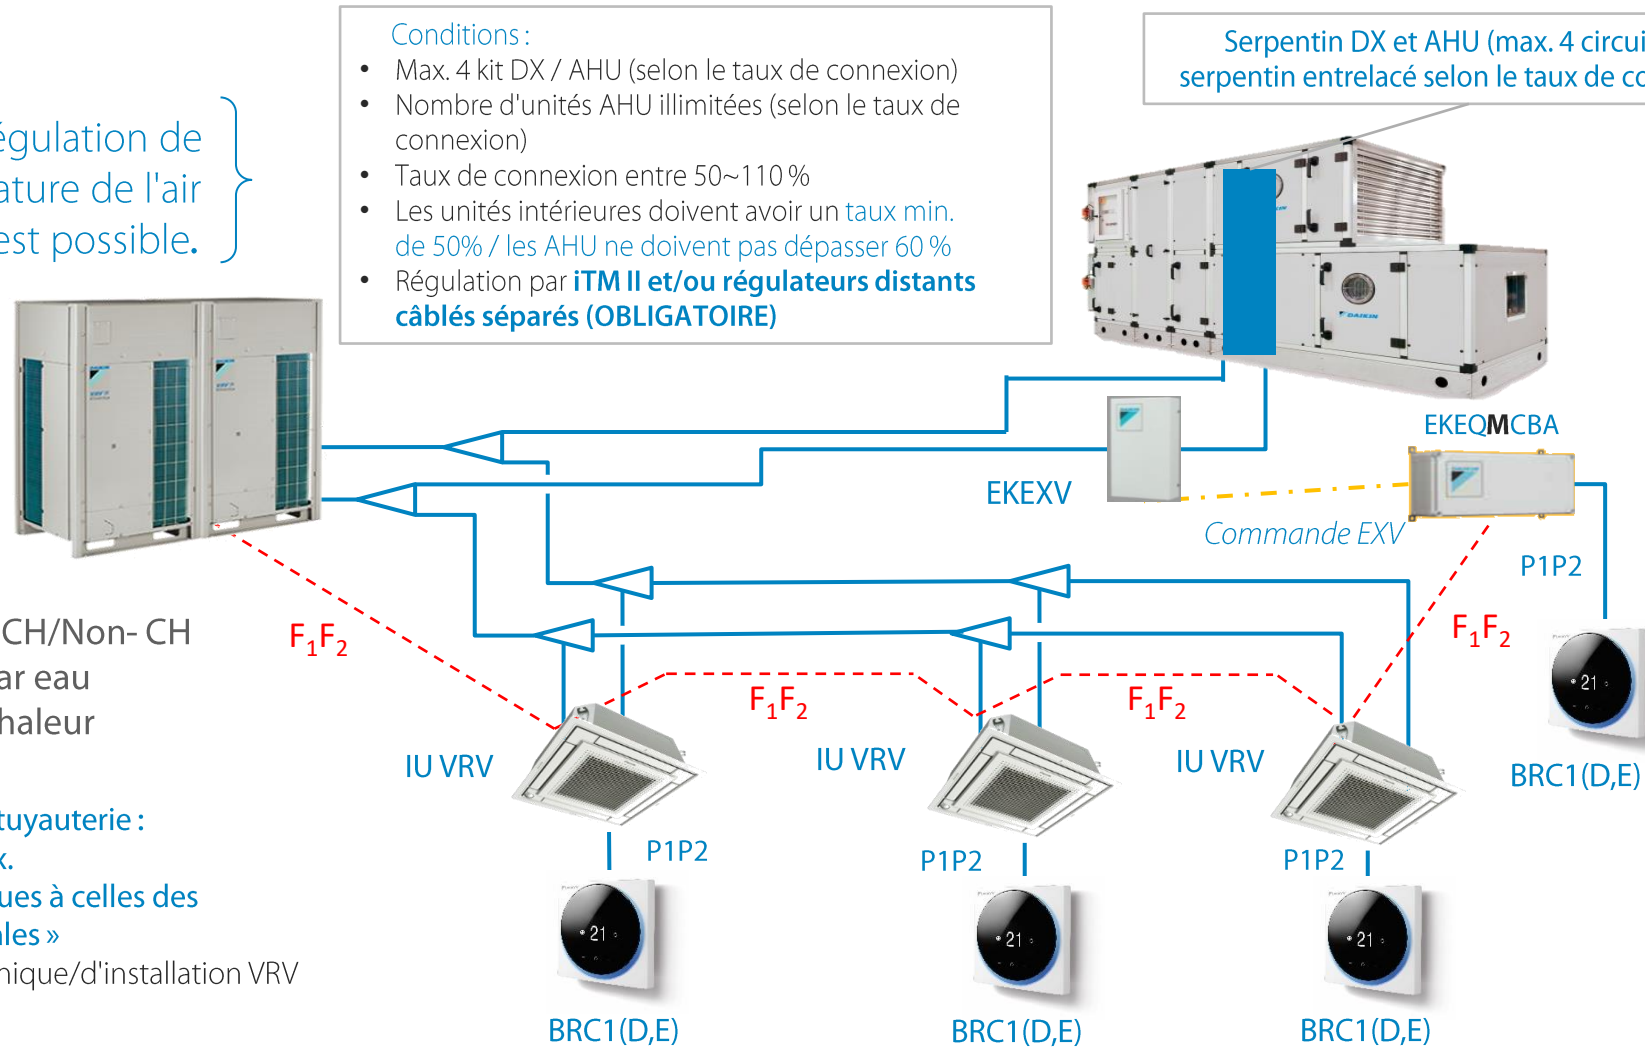 Conditions :
• Max. 4 kit DX / AHU (selon le taux de connexion)
• Nombre d'unités AHU illimitées (selon le taux de
connexion)
• Taux de connexion entre 50~110 %
• Les unités intérieures doivent avoir un taux min.
de 50% / les AHU ne doivent pas dépasser 60 %
• Régulation par iTM II et/ou régulateurs distants
câblés séparés (OBLIGATOIRE)
Serpentin DX et AHU (max. 4 circui
serpentin entrelacé selon le taux de co
égulation de
ature de l'air
est possible.
DAIKIN
EKEQMCBA
EKEXV
Commande EXV
P1P2
F1F2
F1F2
F1F2
F1F2
CH/Non- CH
ar eau
haleur
IU VRV
IU VRV
IU VRV
21
BRC1(D,E)
tuyauterie :
x.
ues à celles des
les »
nique/d'installation VRV
P1P2
P1P2
P1P2
21
21
21
BRC1(D,E)
BRC1(D,E)
BRC1(D,E)